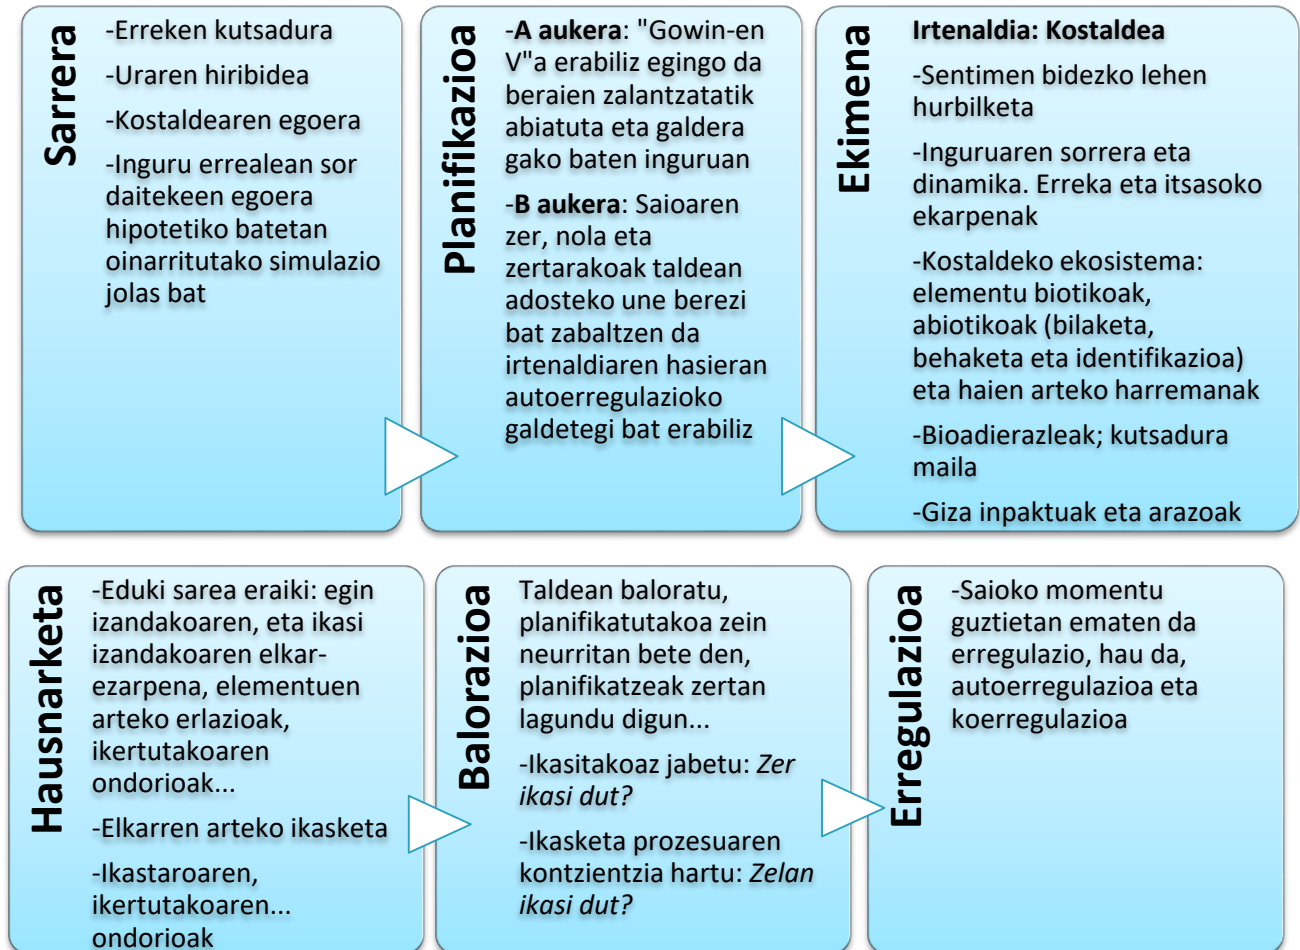 Sarrera
-Erreken kutsadura
-Uraren hiribidea
-Kostaldearen egoera
-Inguru errealean sor
daitekeen egoera
hipotetiko batetan
oinarritutako simulazio
jolas bat
Planifikazioa
-A aukera: "Gowin-en
V"a erabiliz egingo da
beraien zalantzatatik
abiatuta eta galdera
gako baten inguruan
-B aukera: Saioaren
zer, nola eta
zertarakoak taldean
adosteko une berezi
bat zabaltzen da
irtenaldiaren hasieran
autoerregulazioko
galdetegi bat erabiliz
Ekimena
Irtenaldia: Kostaldea
-Sentimen bidezko lehen
hurbilketa
-Inguruaren sorrera eta
dinamika. Erreka eta itsasoko
ekarpenak
-Kostaldeko ekosistema:
elementu biotikoak,
abiotikoak (bilaketa,
behaketa eta identifikazioa)
eta haien arteko harremanak
-Bioadierazleak; kutsadura
maila
-Giza inpaktuak eta arazoak
Hausnarketa
-Eduki sarea eraiki: egin
izandakoaren, eta ikasi
izandakoaren elkar-
ezarpena, elementuen
arteko erlazioak,
ikertutakoaren
ondorioak...
-Elkarren arteko ikasketa
-Ikastaroaren,
ikertutakoaren...
ondorioak
Balorazioa
Taldean baloratu,
planifikatutakoa zein
neurritan bete den,
planifikatzeak zertan
lagundu digun...
-Ikasitakoaz jabetu: Zer
ikasi dut?
-Ikasketa prozesuaren
kontzientzia hartu: Zelan
ikasi dut?
Erregulazioa
-Saioko momentu
guztietan ematen da
erregulazio, hau da,
autoerregulazioa eta
koerregulazioa